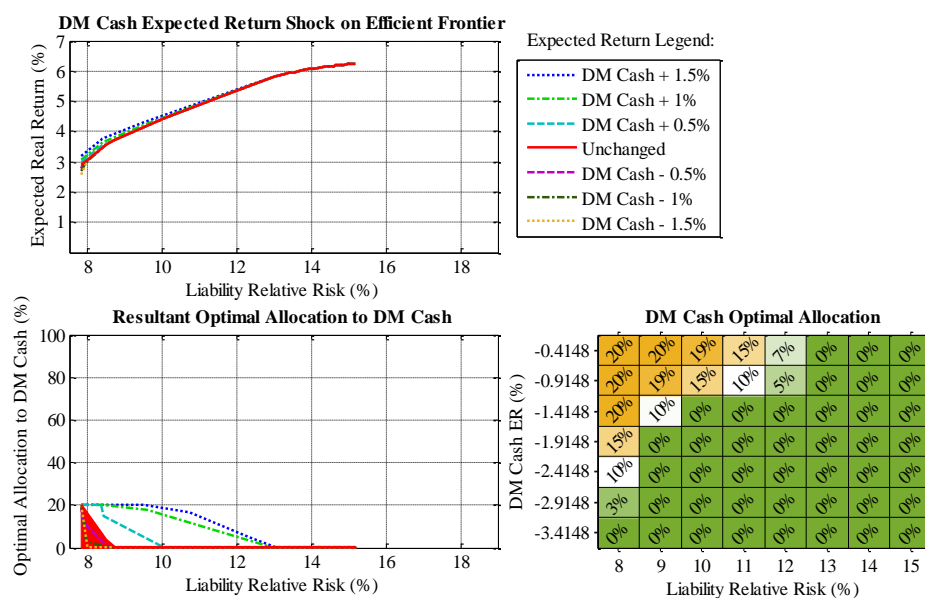 DM Cash Expected Return Shock on Efficient Frontier
7
6
5
4
3
2
1
Expected Real Return (%)
8 10 12 14 16 18
Liability Relative Risk (%)
Expected Return Legend:
DM Cash + 1.5%
DM Cash + 1%
DM Cash + 0.5%
Unchanged
DM Cash - 0.5%
DM Cash - 1%
DM Cash - 1.5%
Resultant Optimal Allocation to DM Cash
100
80
60
40
20
0
Optimal Allocation to DM Cash (%)
8 10 12 14 16 18
Liability Relative Risk (%)
DM Cash Optimal Allocation
DM Cash ER (%)
-0.4148 20% 20% 19% 15% 7% 0% 0% 0%
-0.9148 20% 19% 15% 10% 5% 0% 0% 0%
-1.4148 20% 10% 0% 0% 0% 0% 0% 0%
-1.9148 15% 0% 0% 0% 0% 0% 0% 0%
-2.4148 10% 0% 0% 0% 0% 0% 0% 0%
-2.9148 3% 0% 0% 0% 0% 0% 0% 0%
-3.4148 0% 0% 0% 0% 0% 0% 0% 0%
8 9 10 11 12 13 14 15
Liability Relative Risk (%)